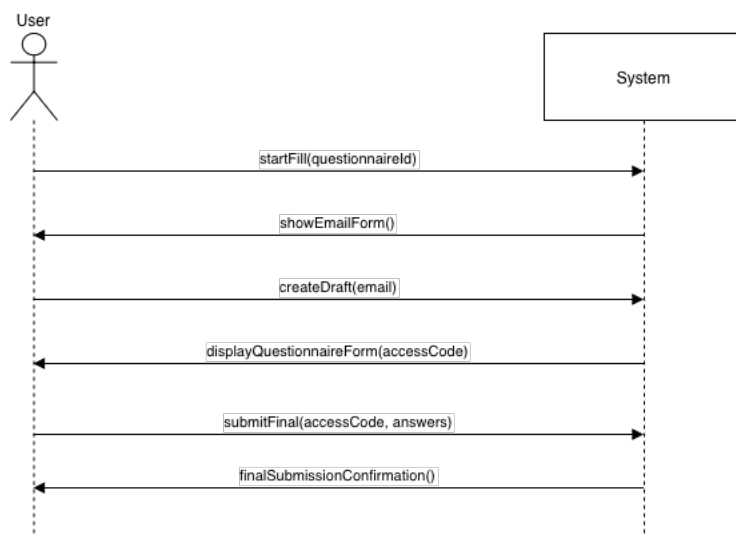 User
System
startFill(questionnaireId)
showEmailForm()
createDraft(email)
displayQuestionnaireForm(accessCode)
submitFinal(accessCode, answers)
finalSubmissionConfirmation()